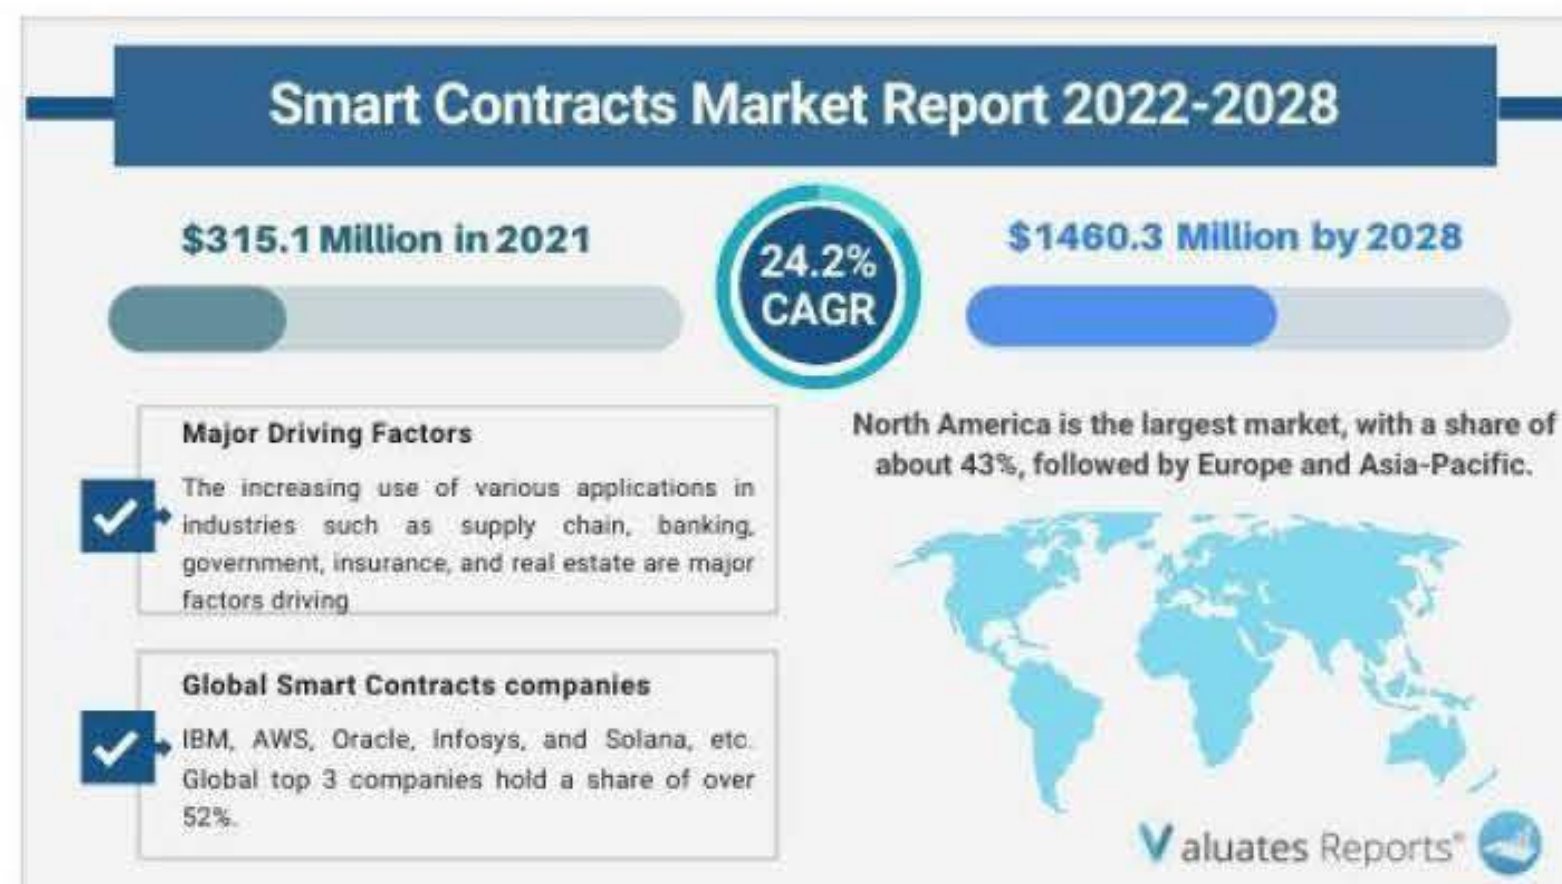 Smart Contracts Market Report 2022-2028
$315.1 Million in 2021
24.2%
CAGR
$1460.3 Million by 2028
Major Driving Factors
The increasing use of various applications in
industries such as supply chain, banking,
government, insurance, and real estate are major
factors driving
Global Smart Contracts companies
IBM, AWS, Oracle, Infosys, and Solana, etc.
Global top 3 companies hold a share of over
52%.
North America is the largest market, with a share of
about 43%, followed by Europe and Asia-Pacific.
Valuates Reports®